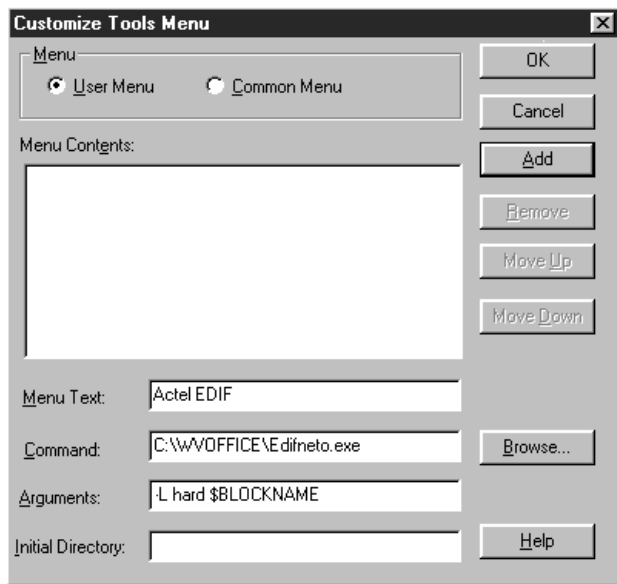 Customize Tools Menu
Menu
User Menu
Common Menu
OK
Cancel
Menu Contents:
Add
Remove
Move Up
Move Down
Menu Text:
Actel EDIF
Command:
C:\WVOFFICE\Edifneto.exe
Browse...
Arguments:
-L hard $BLOCKNAME
Initial Directory:
Help